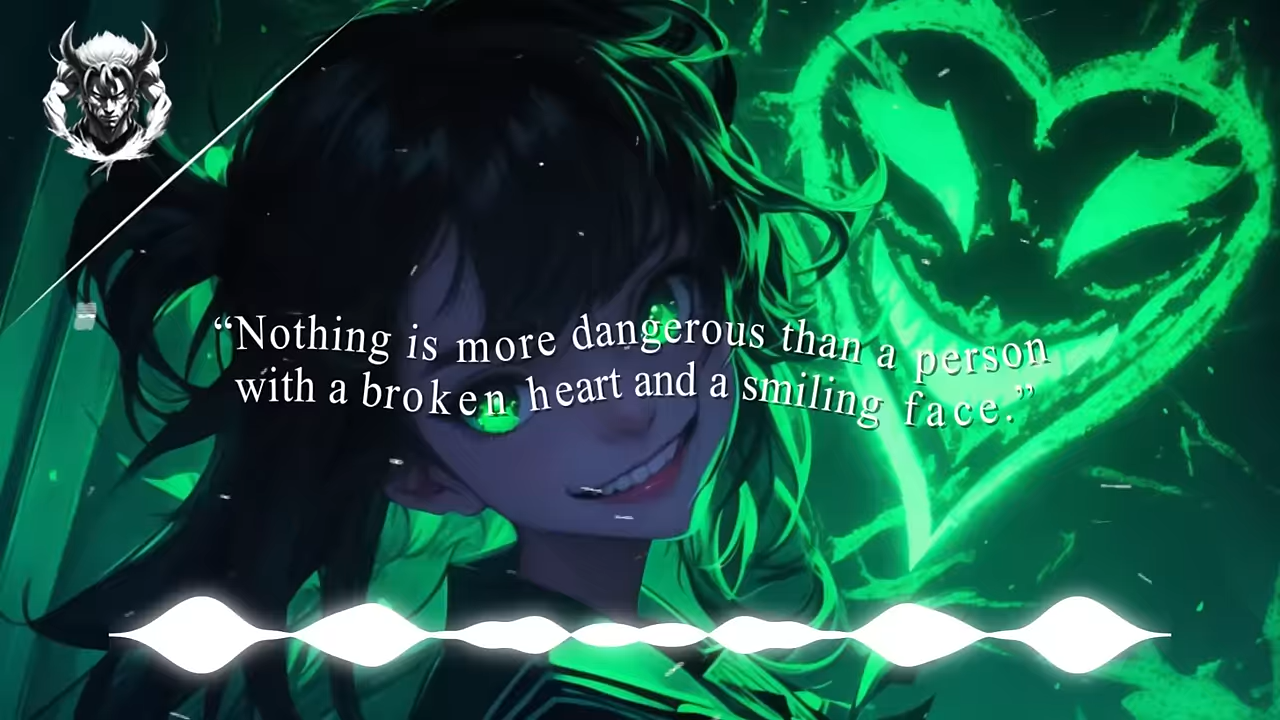 “Nothing is more dangerous than a person
with a broken heart and a smiling face.”